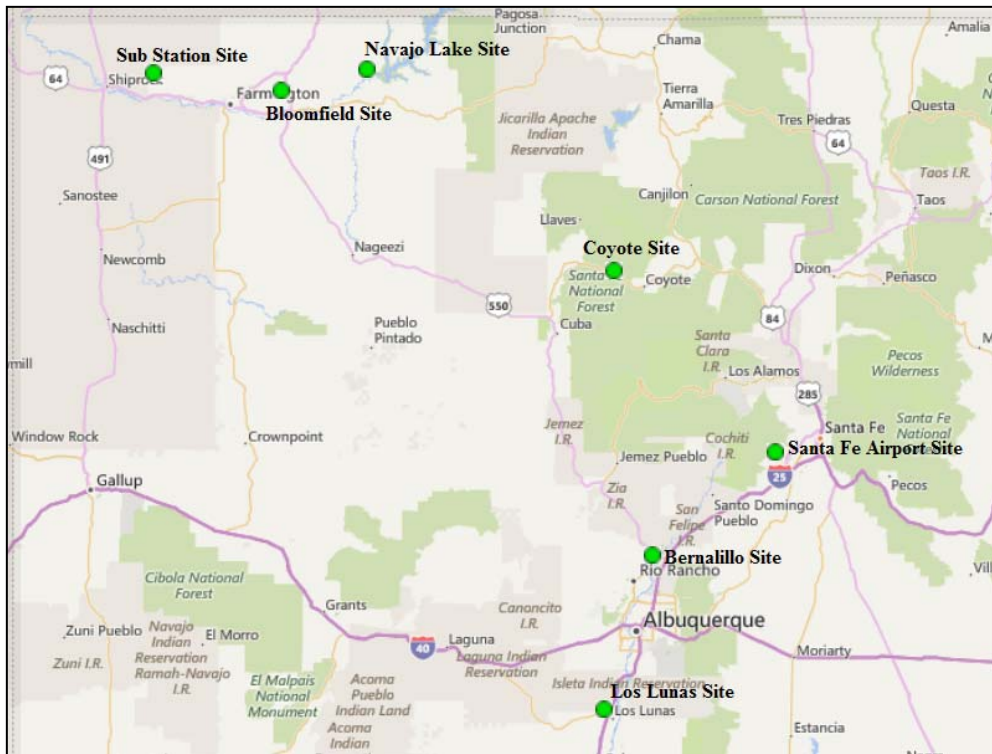 Pagosa
Junction
Amalia
Sub Station Site
Navajo Lake Site
Chama
64
Shiprock
Farmington
Bloomfield Site
Tierra
Amarilla
Questa
Jicarilla Apache
Indian
Reservation
Tres Piedras
64
491
Taos I.R.
Sanostee
Canjilon
Carson National Forest
Taos
Llaves
Newcomb
Nageezi
Coyote Site
Santa Fe
National
Forest
Coyote
Dixon
Peñasco
550
84
Naschitti
Pueblo
Pintado
Cuba
Santa
Clara
I.R.
Pecos
Wilderness
Los Alamos
285
Window Rock
Crownpoint
Jemez
I.R.
Cochiti
I.R.
Santa Fe
Santa Fe
National
Santa Fe Airport Site
Gallup
Jemez Pueblo
25
Pecos
Zia
I.R.
Santo Domingo
Pueblo
San
Felipe
I.R.
Bernalillo Site
Rio Rancho
Cibola National
Forest
Grants
Canoncito
I.R.
Albuquerque
Zuni Pueblo
Navajo
Indian
Reservation
Ramah-Navajo
I.R.
El Morro
Zuni I.R.
40
Laguna
Laguna Indian
Reservation
Moriarty
El Malpais
National
Monument
Acoma
Pueblo
Indian Land
Acoma
Indian
Isleta Indian Reservation
Los Lunas Site
Los Lunas
Estancia